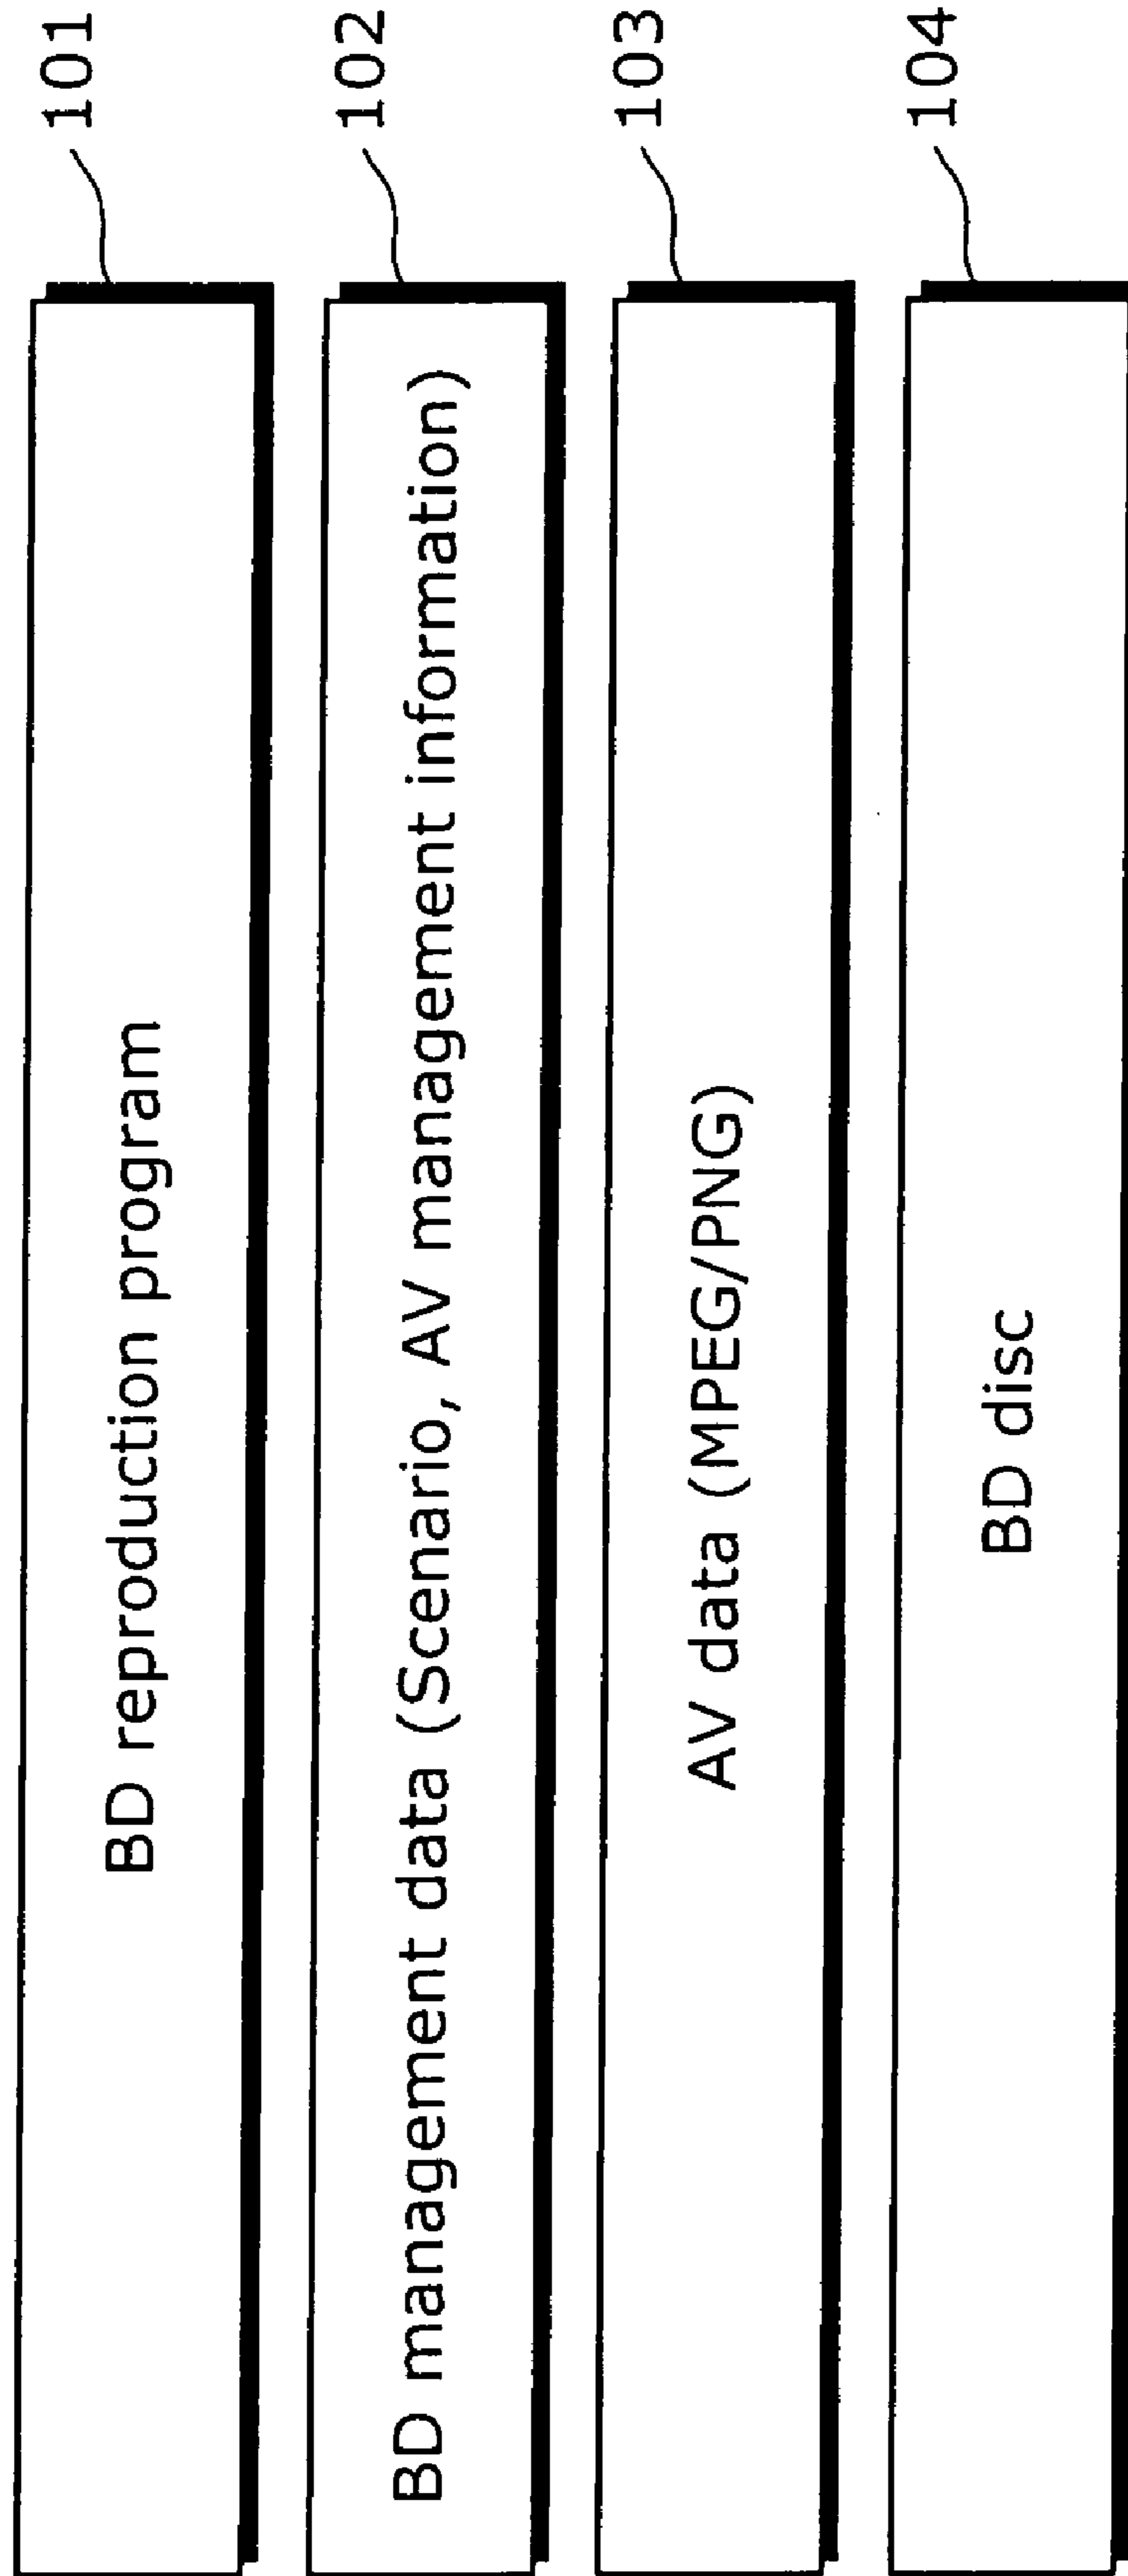 BD reproduction program
101
BD management data (Scenario, AV management information)
102
AV data (MPEG/PNG)
103
BD disc
104